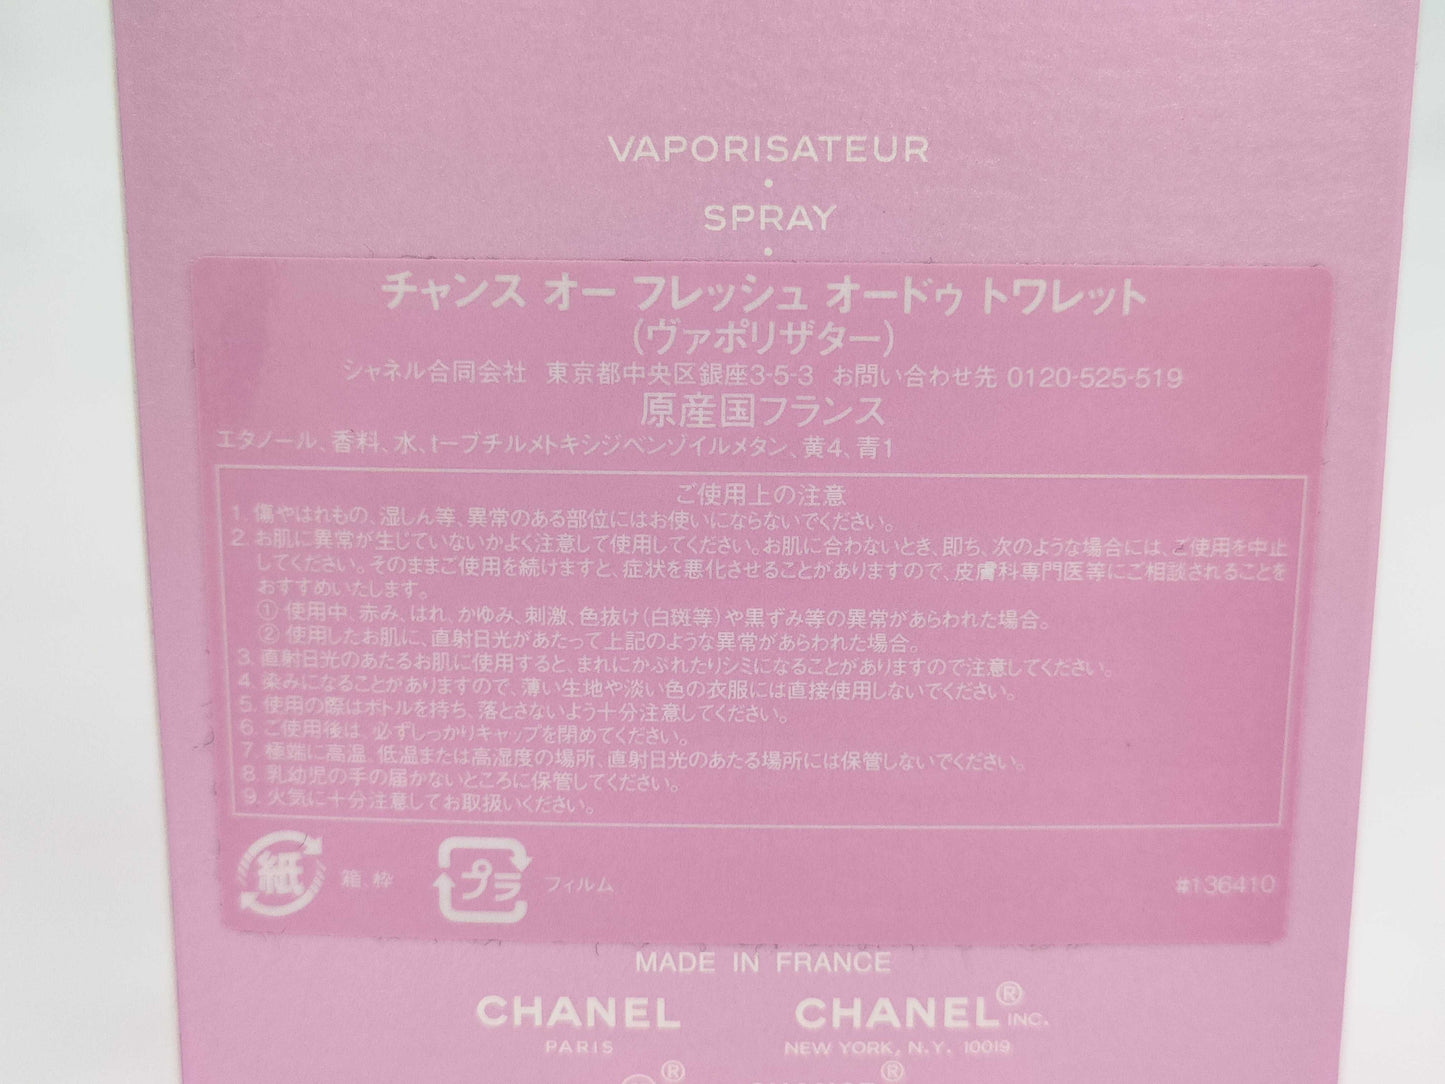 VAPORISATEUR
SPRAY
チャンス オー フレッシュ オードゥ トワレット
(ヴァポリザター)
シャネル合同会社 東京都中央区銀座3-5-3 お問い合わせ先 0120-525-519
原産国フランス
エタノール、香料、水、t-ブチルメトキシジベンゾイルメタン、黄4、青1
ご使用上の注意
1. 傷やはれもの、湿しん等、異常のある部位にはお使いにならないでください。
2. お肌に異常が生じていないかよく注意して使用してください。お肌に合わないとき、即ち、次のような場合には、ご使用を中止
してください。そのままご使用を続けますと、症状を悪化させることがありますので、皮膚科専門医等にご相談されることを
おすすめいたします。
① 使用中、赤み、はれ、かゆみ、刺激、色抜け(白斑等)や黒ずみ等の異常があらわれた場合。
② 使用したお肌に、直射日光があたって上記のような異常があらわれた場合。
3. 直射日光のあたるお肌に使用すると、まれにかぶれたりシミになることがありますので注意してください。
4. 染みになることがありますので、薄い生地や淡い色の衣服には直接使用しないでください。
5. 使用の際はボトルを持ち、落とさないよう十分注意してください。
6. ご使用後は、必ずしっかりキャップを閉めてください。
7. 極端に高温、低温または高湿度の場所、直射日光のあたる場所には保管しないでください。
8. 乳幼児の手の届かないところに保管してください。
9. 火気に十分注意してお取扱いください。
紙 箱、枠 プラ フィルム #136410
MADE IN FRANCE
CHANEL CHANEL® INC.
PARIS NEW YORK, N.Y. 10019